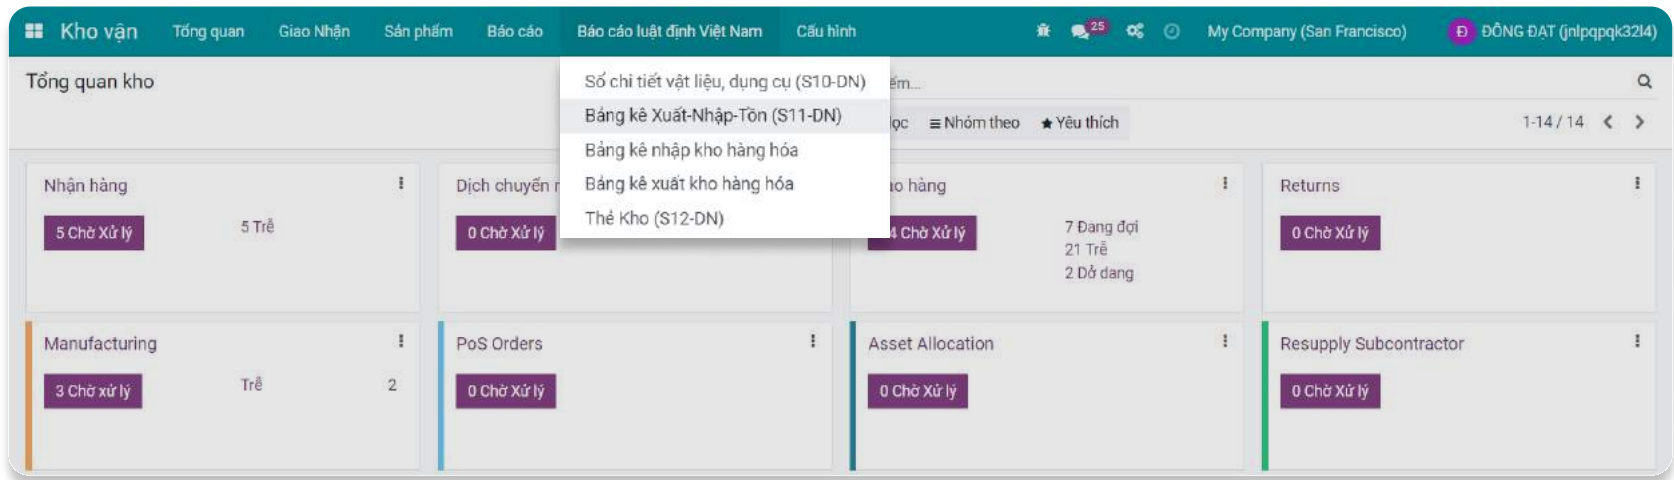 Kho vận Tổng quan Giao Nhận Sản phẩm Báo cáo Báo cáo luật định Việt Nam Cấu hình 25 My Company (San Francisco) Đ ĐÔNG ĐẠT (jnlpqpqk32l4)
Tổng quan kho
Sổ chi tiết vật liệu, dụng cụ (S10-DN)
Bảng kê Xuất-Nhập-Tồn (S11-DN)
Bảng kê nhập kho hàng hóa
Bảng kê xuất kho hàng hóa
Thẻ Kho (S12-DN)
Nhóm theo Yêu thích 1-14 / 14
Nhận hàng
5 Chờ Xử lý 5 Trễ
Dịch chuyển
0 Chờ Xử lý
hàng
4 Chờ Xử lý 7 Đang đợi
21 Trễ
2 Dở dang
Returns
0 Chờ Xử lý
Manufacturing
3 Chờ xử lý Trễ 2
PoS Orders
0 Chờ Xử lý
Asset Allocation
0 Chờ Xử lý
Resupply Subcontractor
0 Chờ Xử lý